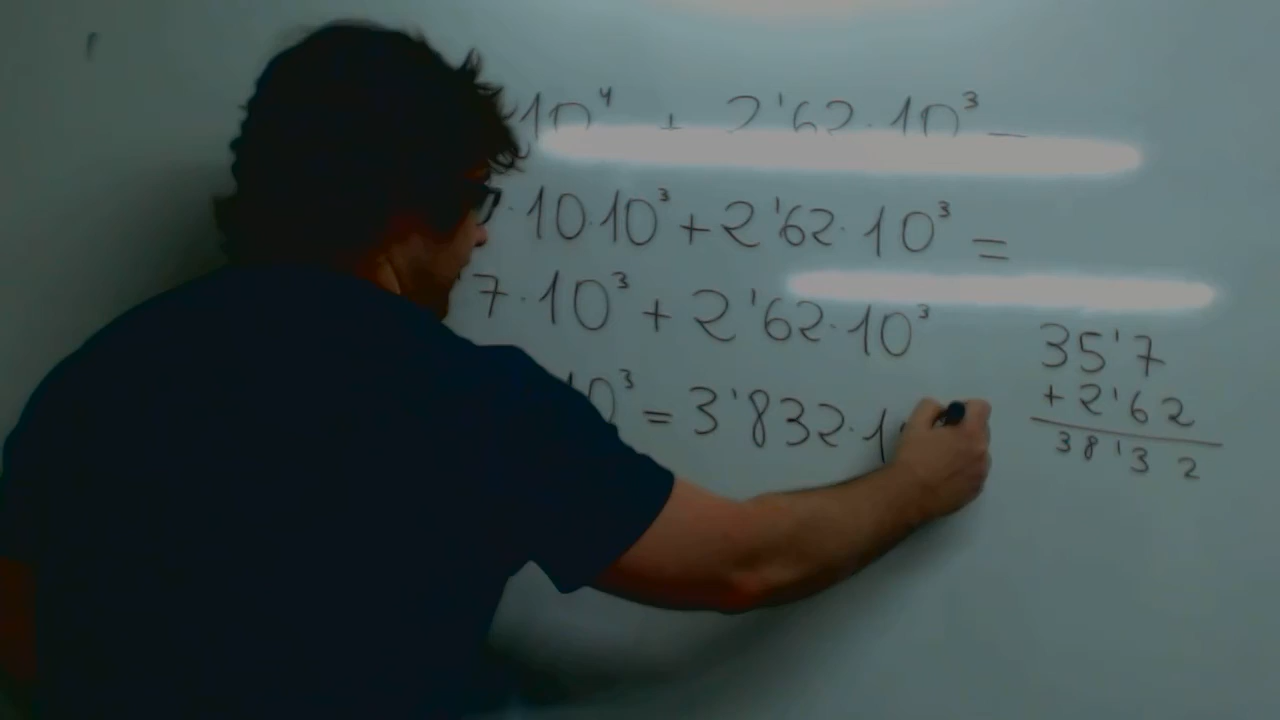 ·10⁴ + 2'62·10³ =
·10·10³+2'62·10³ =
7·10³ + 2'62·10³
10³ = 3'832·1
35'7
+2'62
38'32